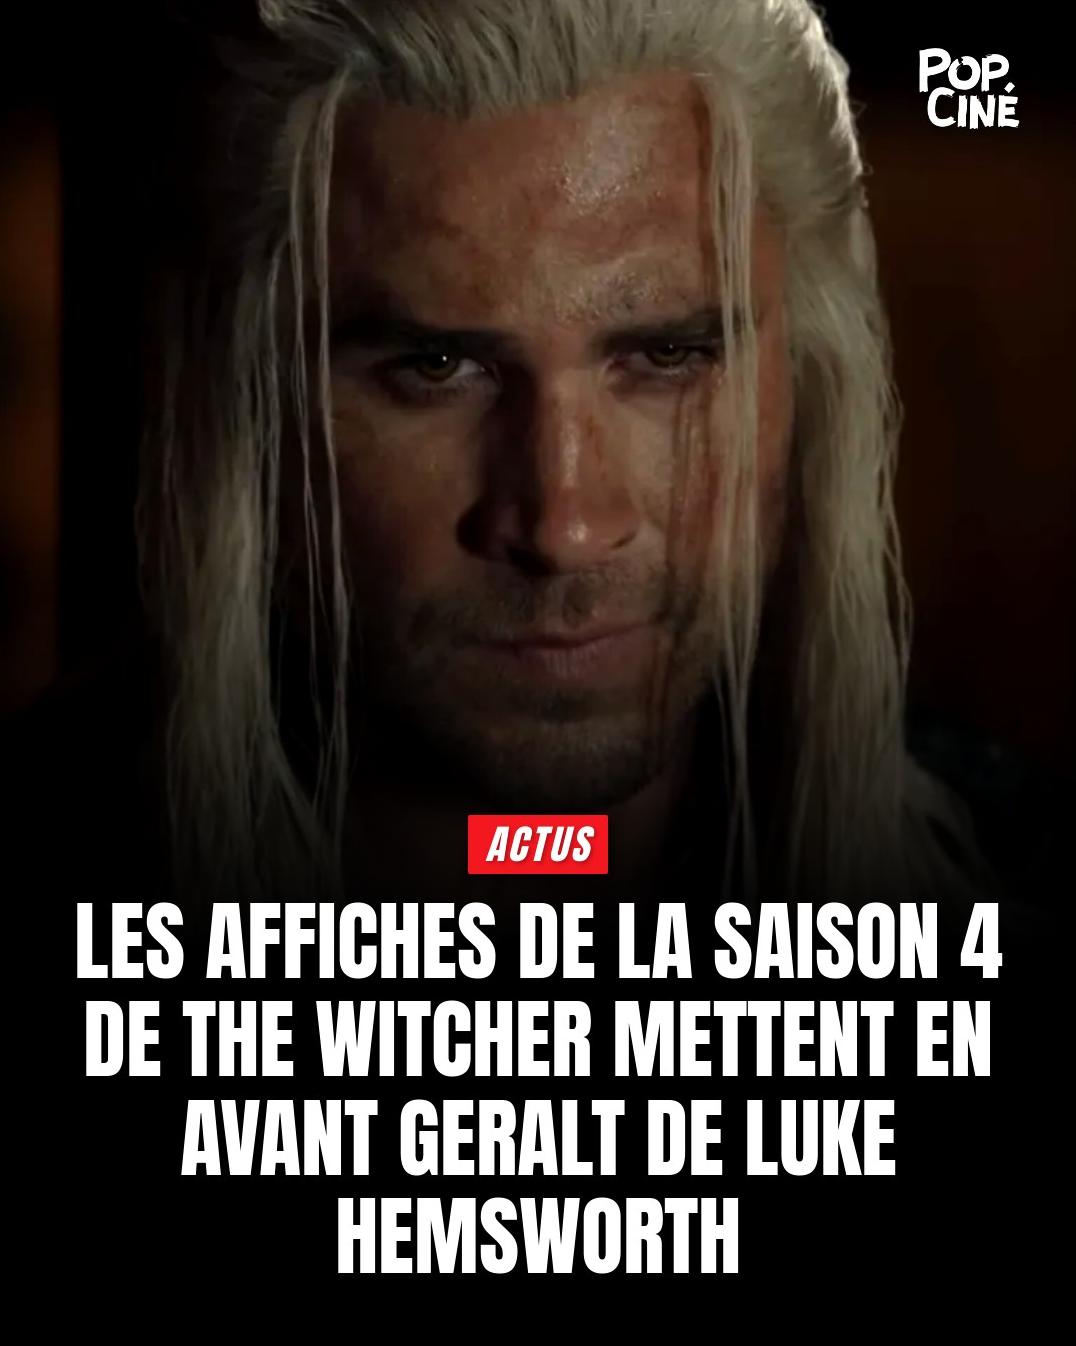 POP.
CINÉ
ACTUS
LES AFFICHES DE LA SAISON 4
DE THE WITCHER METTENT EN
AVANT GERALT DE LUKE
HEMSWORTH